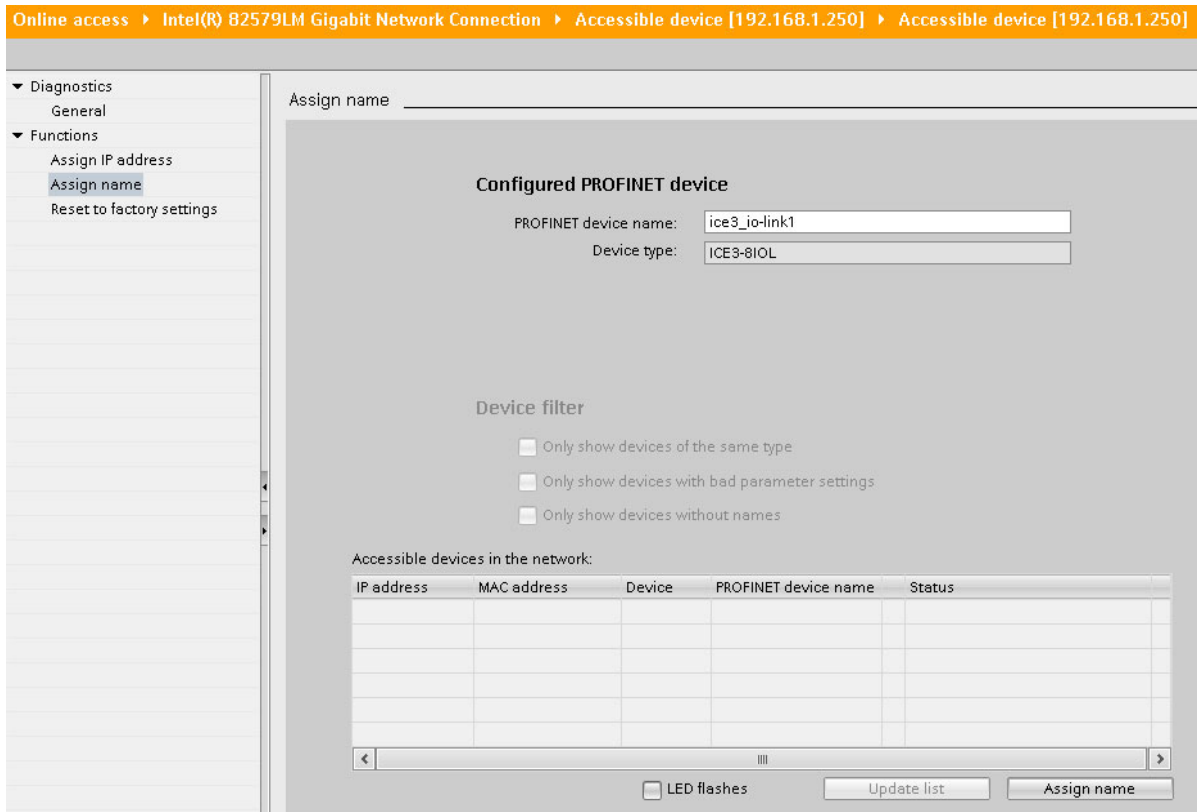 Online access ▸ Intel(R) 82579LM Gigabit Network Connection ▸ Accessible device [192.168.1.250] ▸ Accessible device [192.168.1.250]
Diagnostics
General
Functions
Assign IP address
Assign name
Reset to factory settings
Assign name
Configured PROFINET device
PROFINET device name: ice3_io-link1
Device type: ICE3-8IOL
Device filter
Only show devices of the same type
Only show devices with bad parameter settings
Only show devices without names
Accessible devices in the network:
IP address MAC address Device PROFINET device name Status
LED flashes Update list Assign name